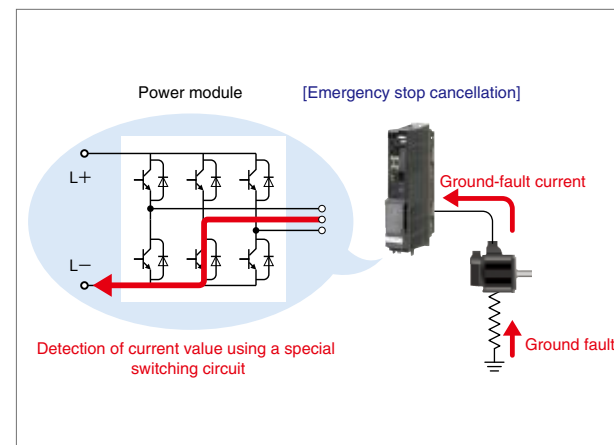 Power module
[Emergency stop cancellation]
L+
Ground-fault current
L−
Detection of current value using a special
switching circuit
Ground fault